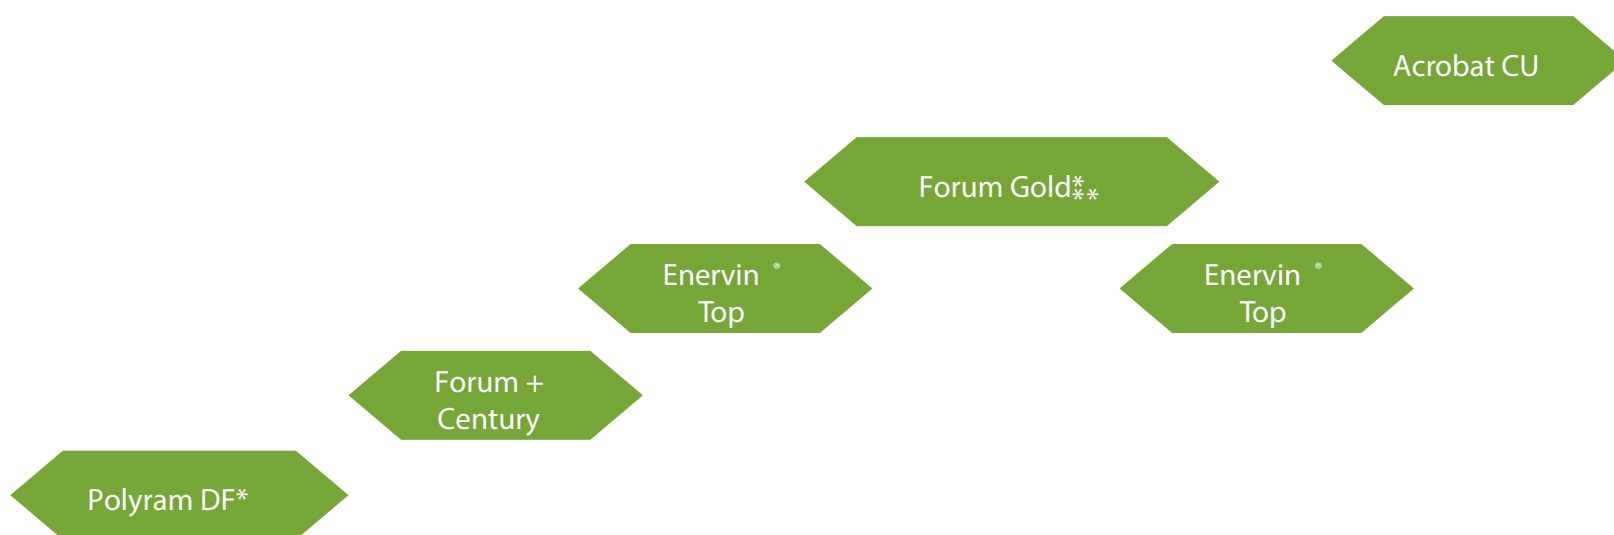 Acrobat CU
Forum Gold***
Enervin®
Top
Enervin®
Top
Forum +
Century
Polyram DF*